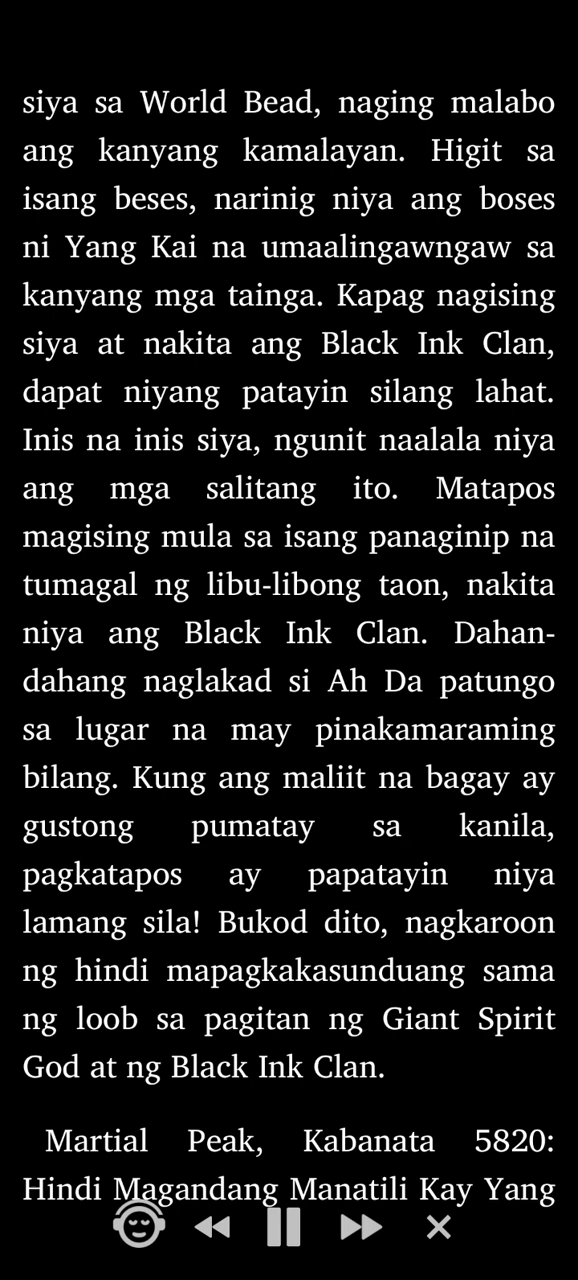 siya sa World Bead, naging malabo
ang kanyang kamalayan. Higit sa
isang beses, narinig niya ang boses
ni Yang Kai na umaalingawngaw sa
kanyang mga tainga. Kapag nagising
siya at nakita ang Black Ink Clan,
dapat niyang patayin silang lahat.
Inis na inis siya, ngunit naalala niya
ang mga salitang ito. Matapos
magising mula sa isang panaginip na
tumagal ng libu-libong taon, nakita
niya ang Black Ink Clan. Dahan-
dahang naglakad si Ah Da patungo
sa lugar na may pinakamaraming
bilang. Kung ang maliit na bagay ay
gustong pumatay sa kanila,
pagkatapos ay papatayin niya
lamang sila! Bukod dito, nagkaroon
ng hindi mapagkakasunduang sama
ng loob sa pagitan ng Giant Spirit
God at ng Black Ink Clan.
Martial Peak, Kabanata 5820:
Hindi Magandang Manatili Kay Yang